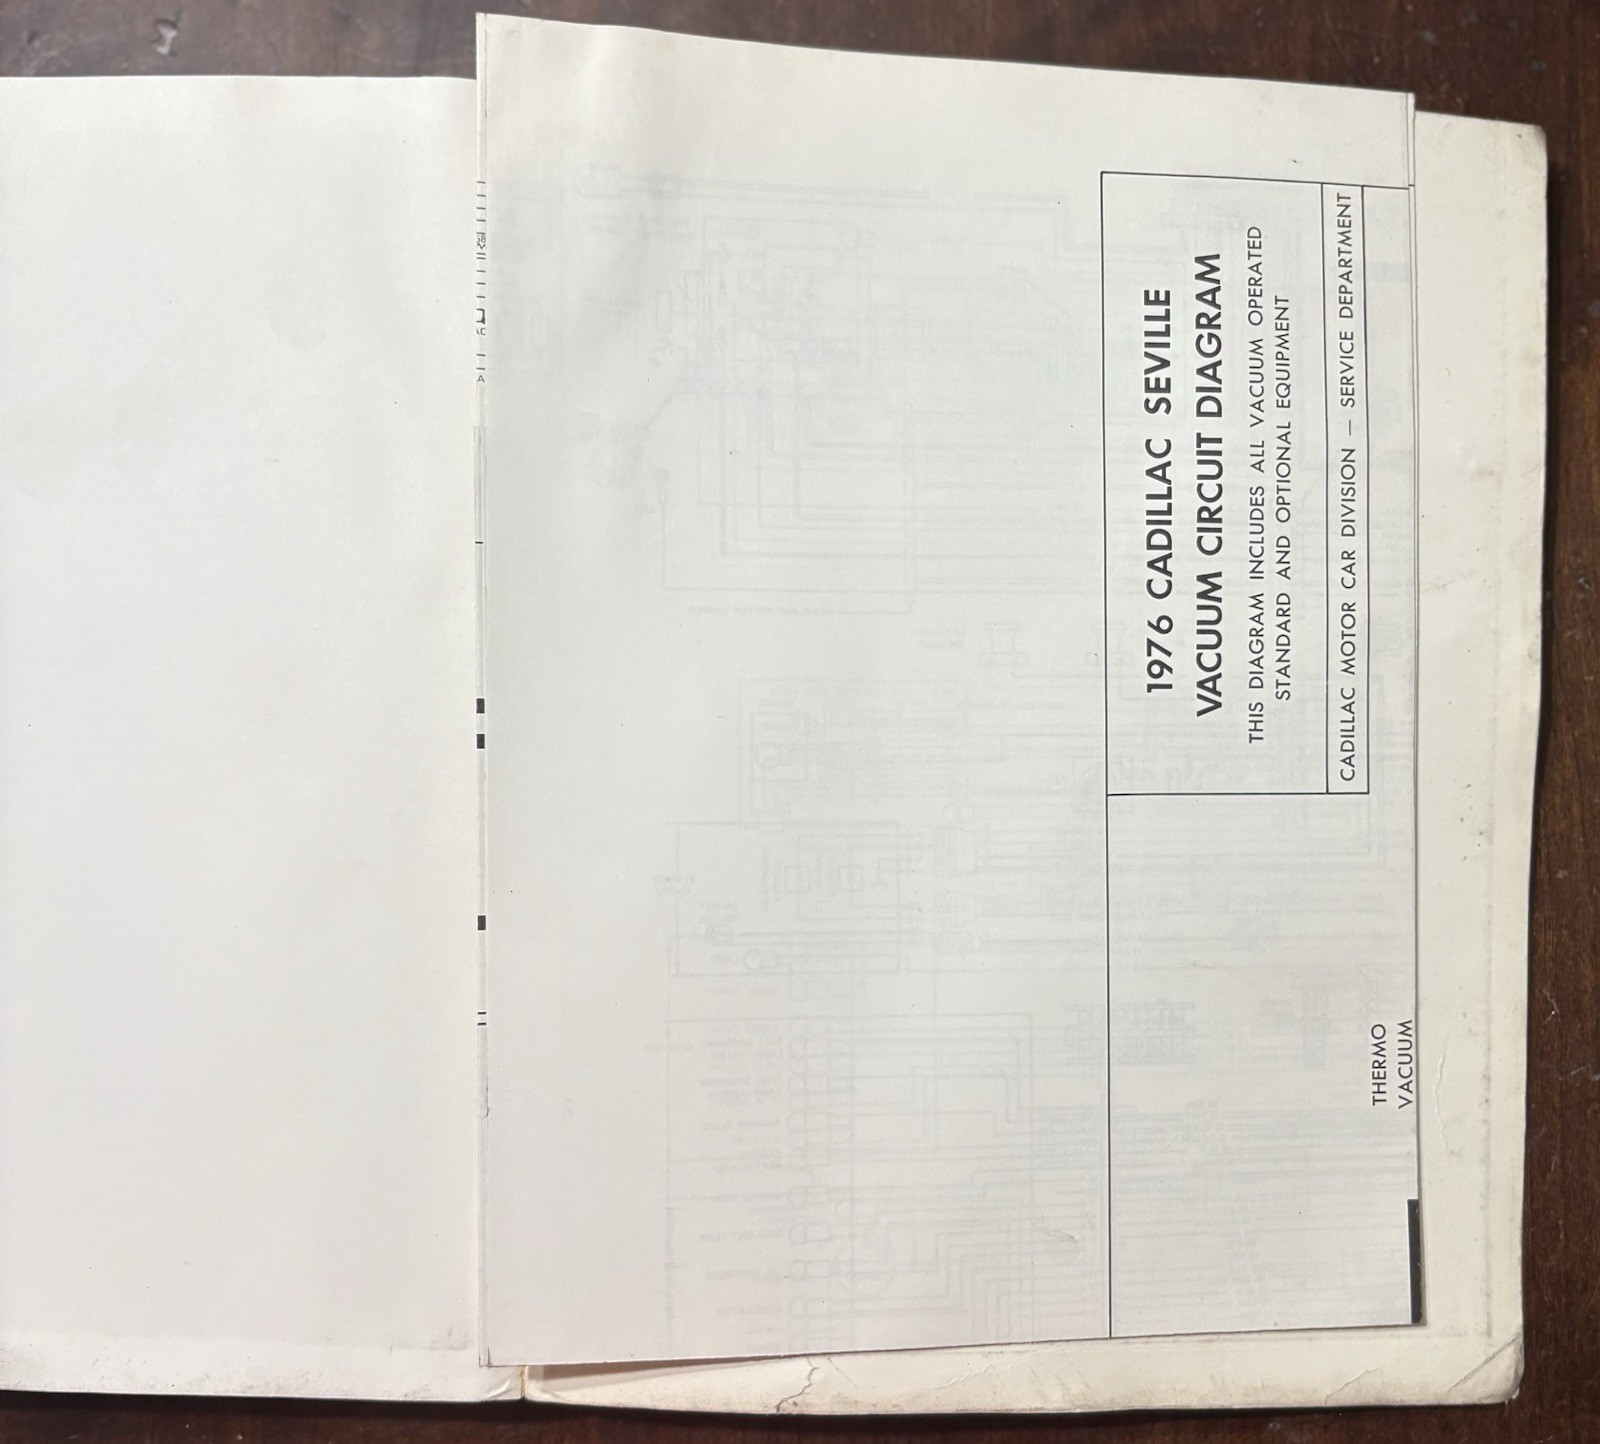 1976 CADILLAC SEVILLE
VACUUM CIRCUIT DIAGRAM
THIS DIAGRAM INCLUDES ALL VACUUM OPERATED
STANDARD AND OPTIONAL EQUIPMENT
CADILLAC MOTOR CAR DIVISION — SERVICE DEPARTMENT
THERMO
VACUUM